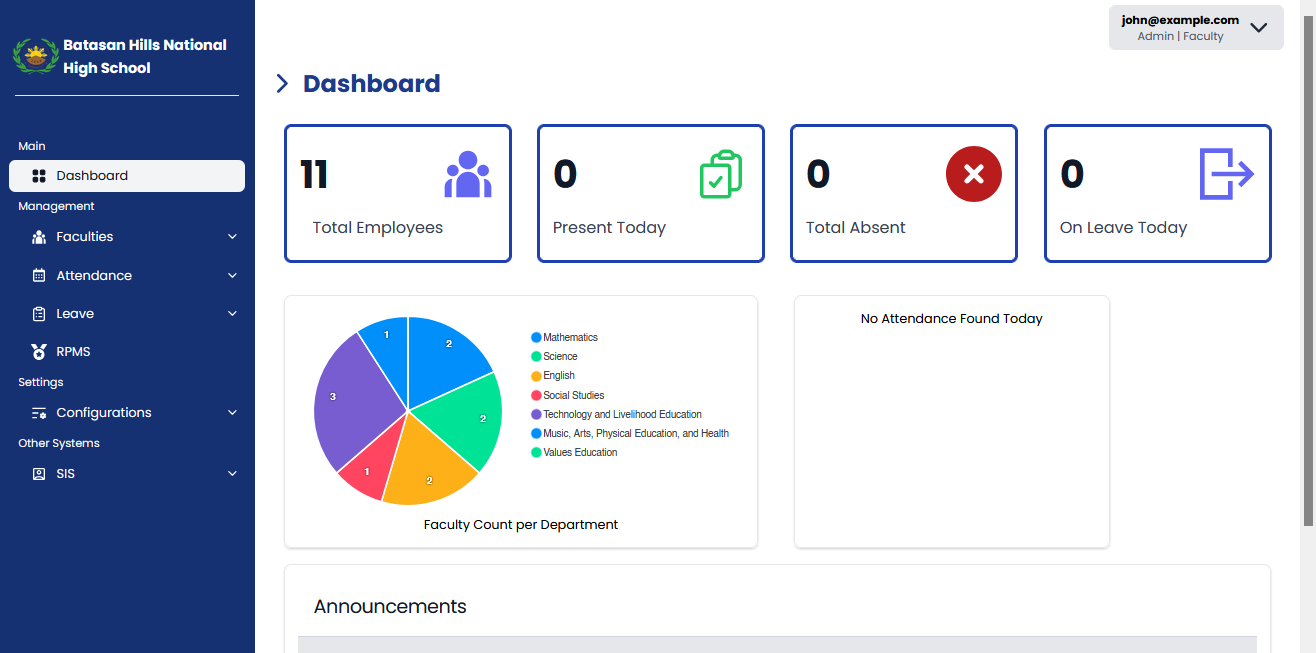 Batasan Hills National
High School
Main
Dashboard
Management
Faculties
Attendance
Leave
RPMS
Settings
Configurations
Other Systems
SIS
john@example.com
Admin | Faculty
Dashboard
11
Total Employees
0
Present Today
0
Total Absent
0
On Leave Today
1
2
3
2
1
2
Mathematics
Science
English
Social Studies
Technology and Livelihood Education
Music, Arts, Physical Education, and Health
Values Education
Faculty Count per Department
No Attendance Found Today
Announcements